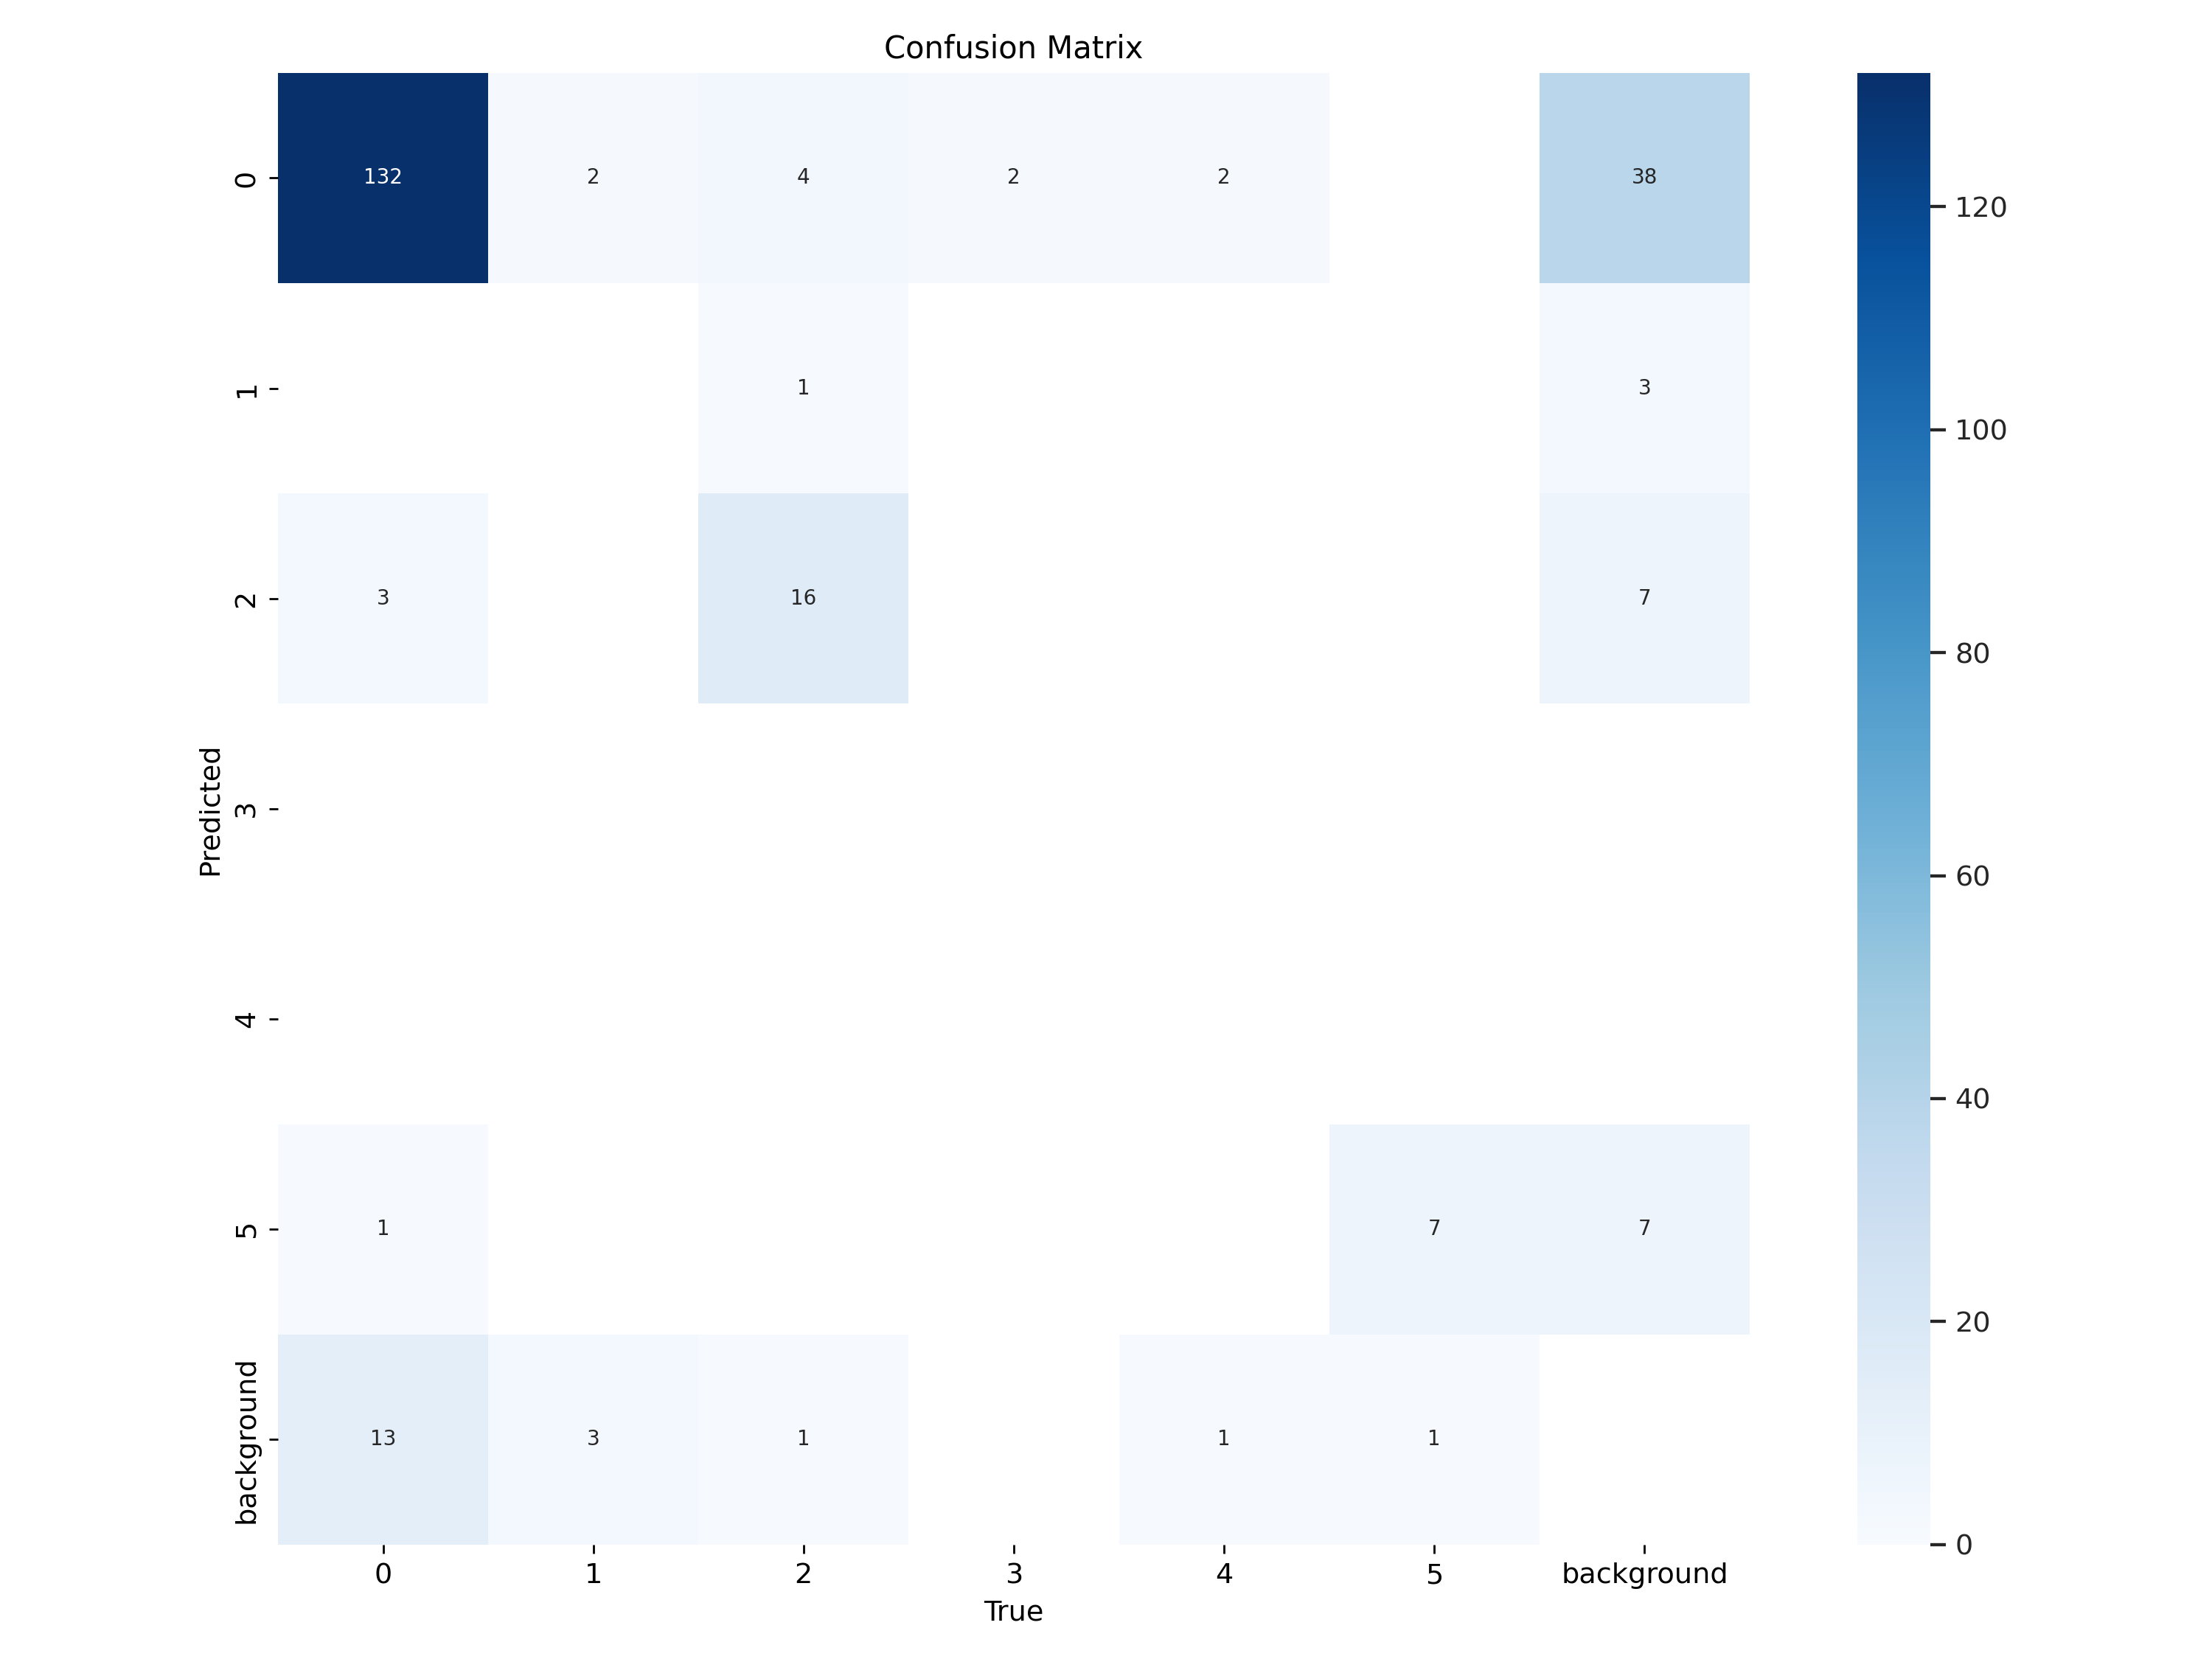 Confusion Matrix
0 132 2 4 2 2 38
1 1 3
2 3 16 7
3
4
5 1 7 7
background 13 3 1 1 1
Predicted
0 1 2 3 4 5 background
True
120
100
80
60
40
20
0